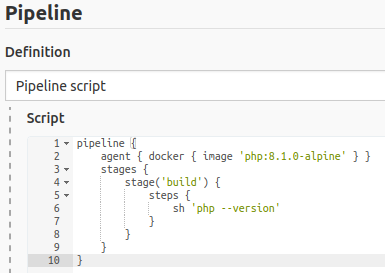 Pipeline
Definition
Pipeline script
Script
1 pipeline {
2     agent { docker { image 'php:8.1.0-alpine' } }
3     stages {
4         stage('build') {
5             steps {
6                 sh 'php --version'
7             }
8         }
9     }
10 }